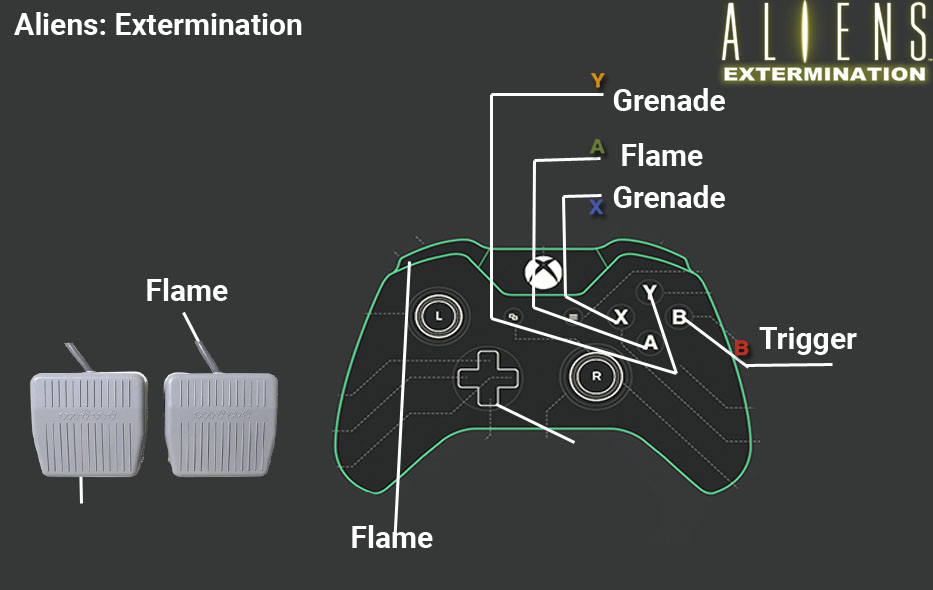 Aliens: Extermination
ALIENS
EXTERMINATION
Y
Grenade
A
Flame
X
Grenade
Flame
L
Y
X
B
A
B
Trigger
R
Flame